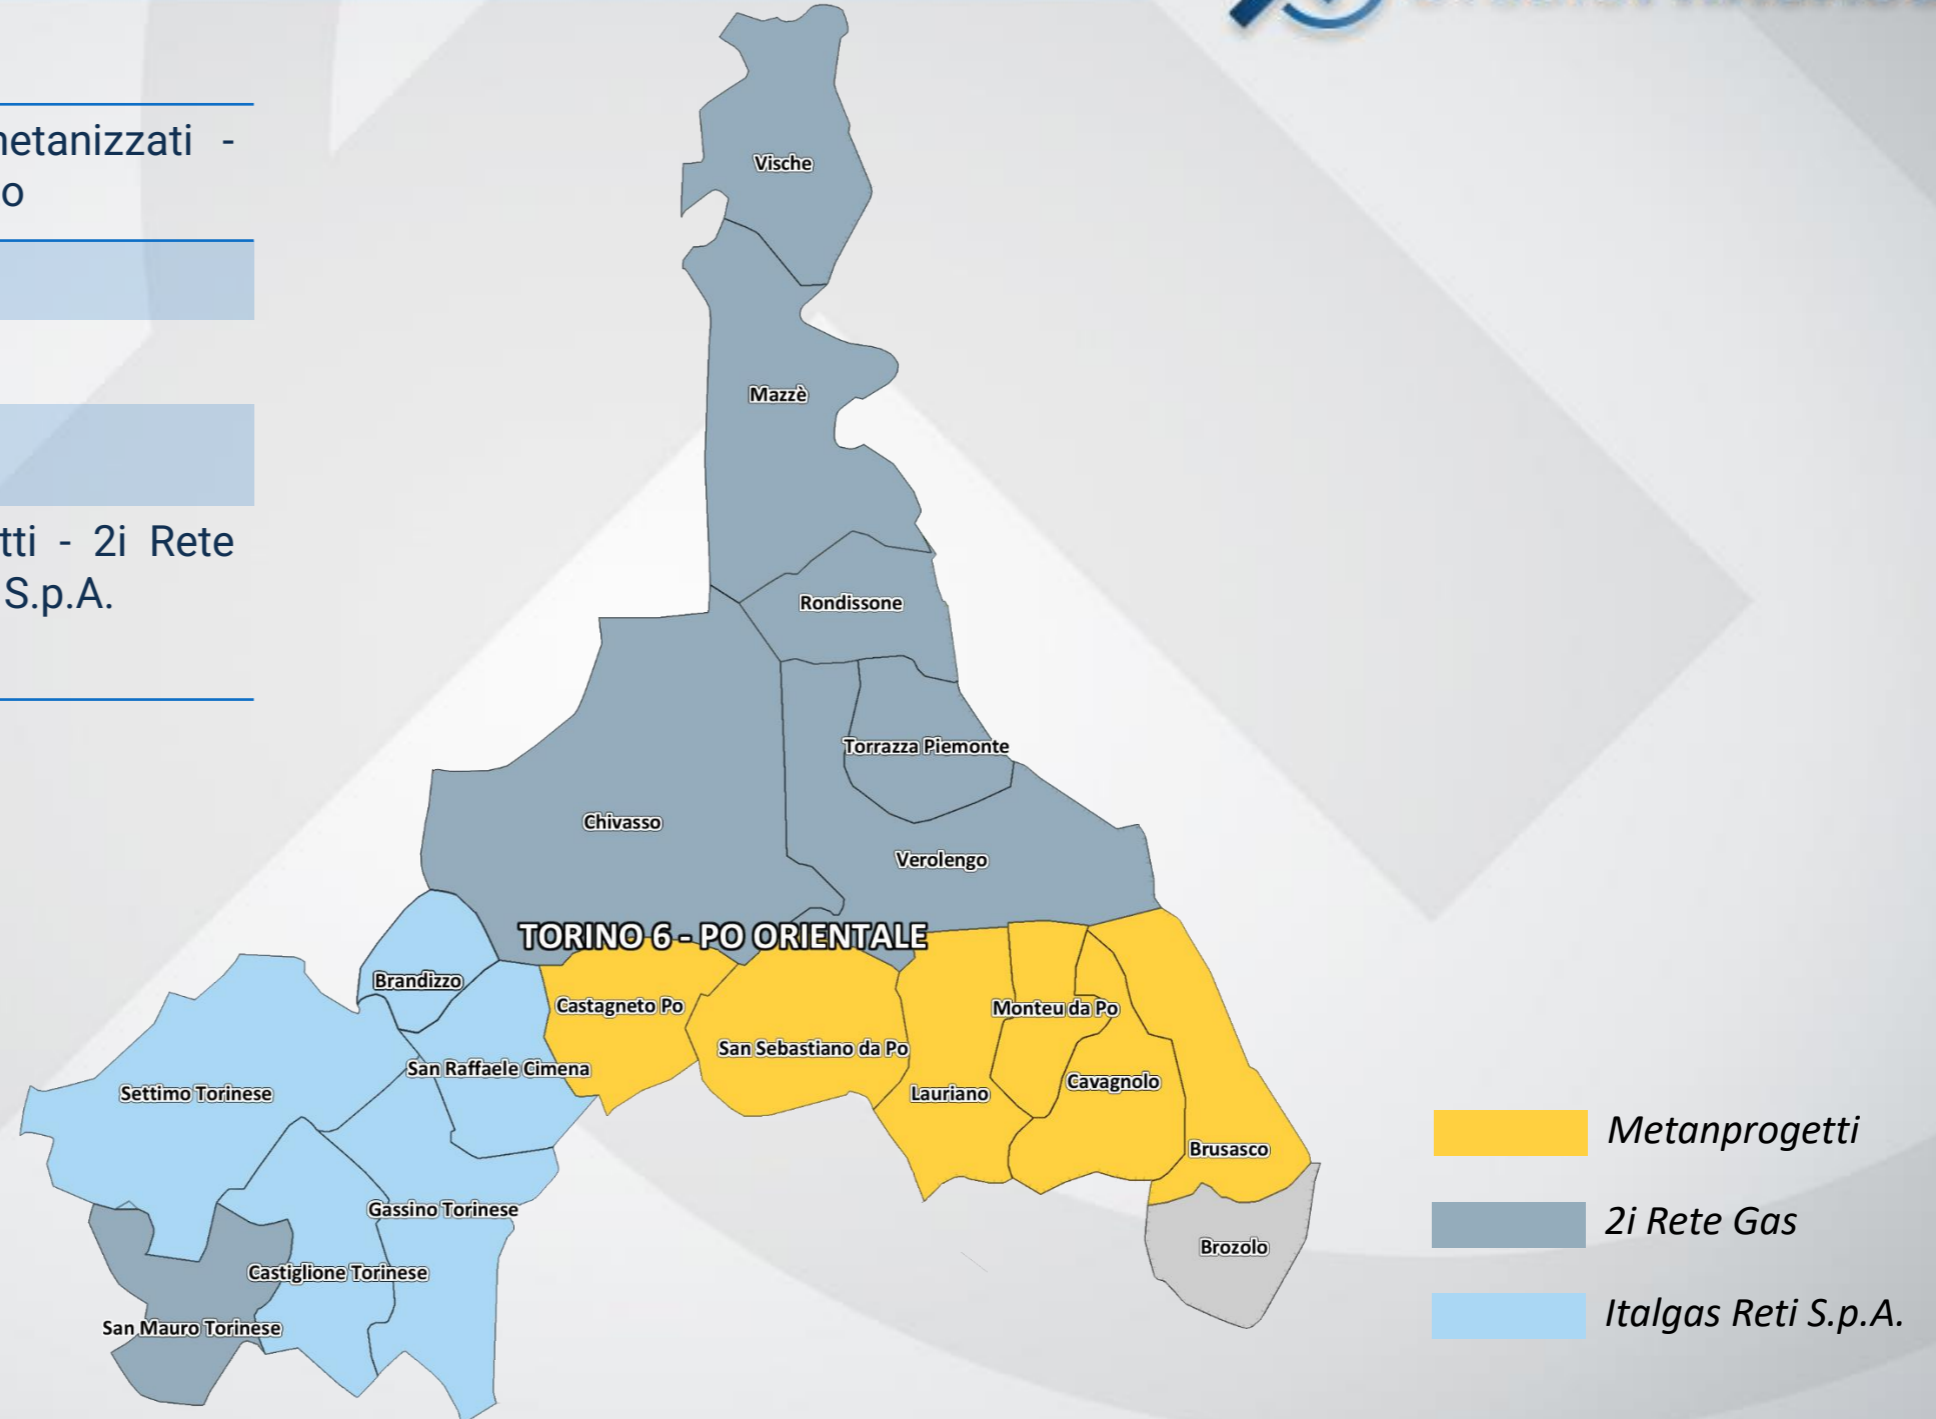 netanizzati -
o
tti - 2i Rete
S.p.A.
Vische
Mazzè
Rondissone
Torrazza Piemonte
Chivasso
Verolengo
TORINO 6 - PO ORIENTALE
Brandizzo
Castagneto Po
Monteu da Po
San Sebastiano da Po
San Raffaele Cimena
Cavagnolo
Settimo Torinese
Lauriano
Brusasco
Gassino Torinese
Brozolo
Castiglione Torinese
San Mauro Torinese
Metanprogetti
2i Rete Gas
Italgas Reti S.p.A.